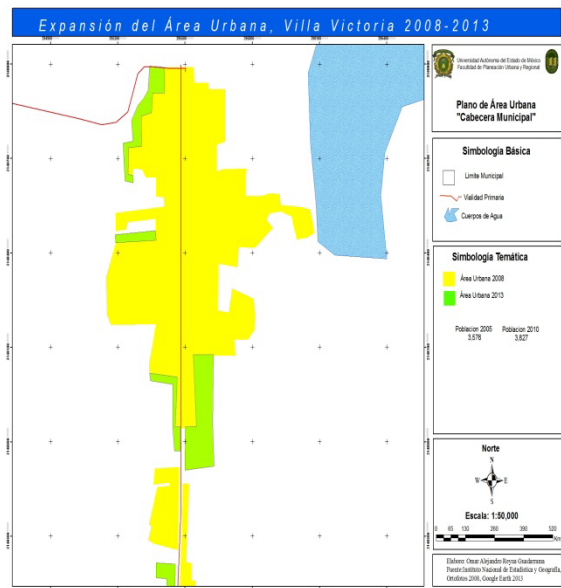 Expansión del Área Urbana, Villa Victoria 2008-2013
Universidad Autónoma del Estado de México
Facultad de Planeación Urbana y Regional
Plano de Área Urbana
"Cabecera Municipal"
Simbología Básica
Limite Municipal
Vialidad Primaria
Cuerpos de Agua
Simbología Temática
Área Urbana 2008
Área Urbana 2013
Poblacion 2005 Poblacion 2010
3,576 3,827
Norte
N
W E
S
Escala: 1:50,000
0 65 130 260 390 520
Km
Elaboro: Omar Alejandro Reyes Guadarrama
Fuente:Instituto Nacional de Estadística y Geografía,
Ortofotos 2008, Google Earth 2013